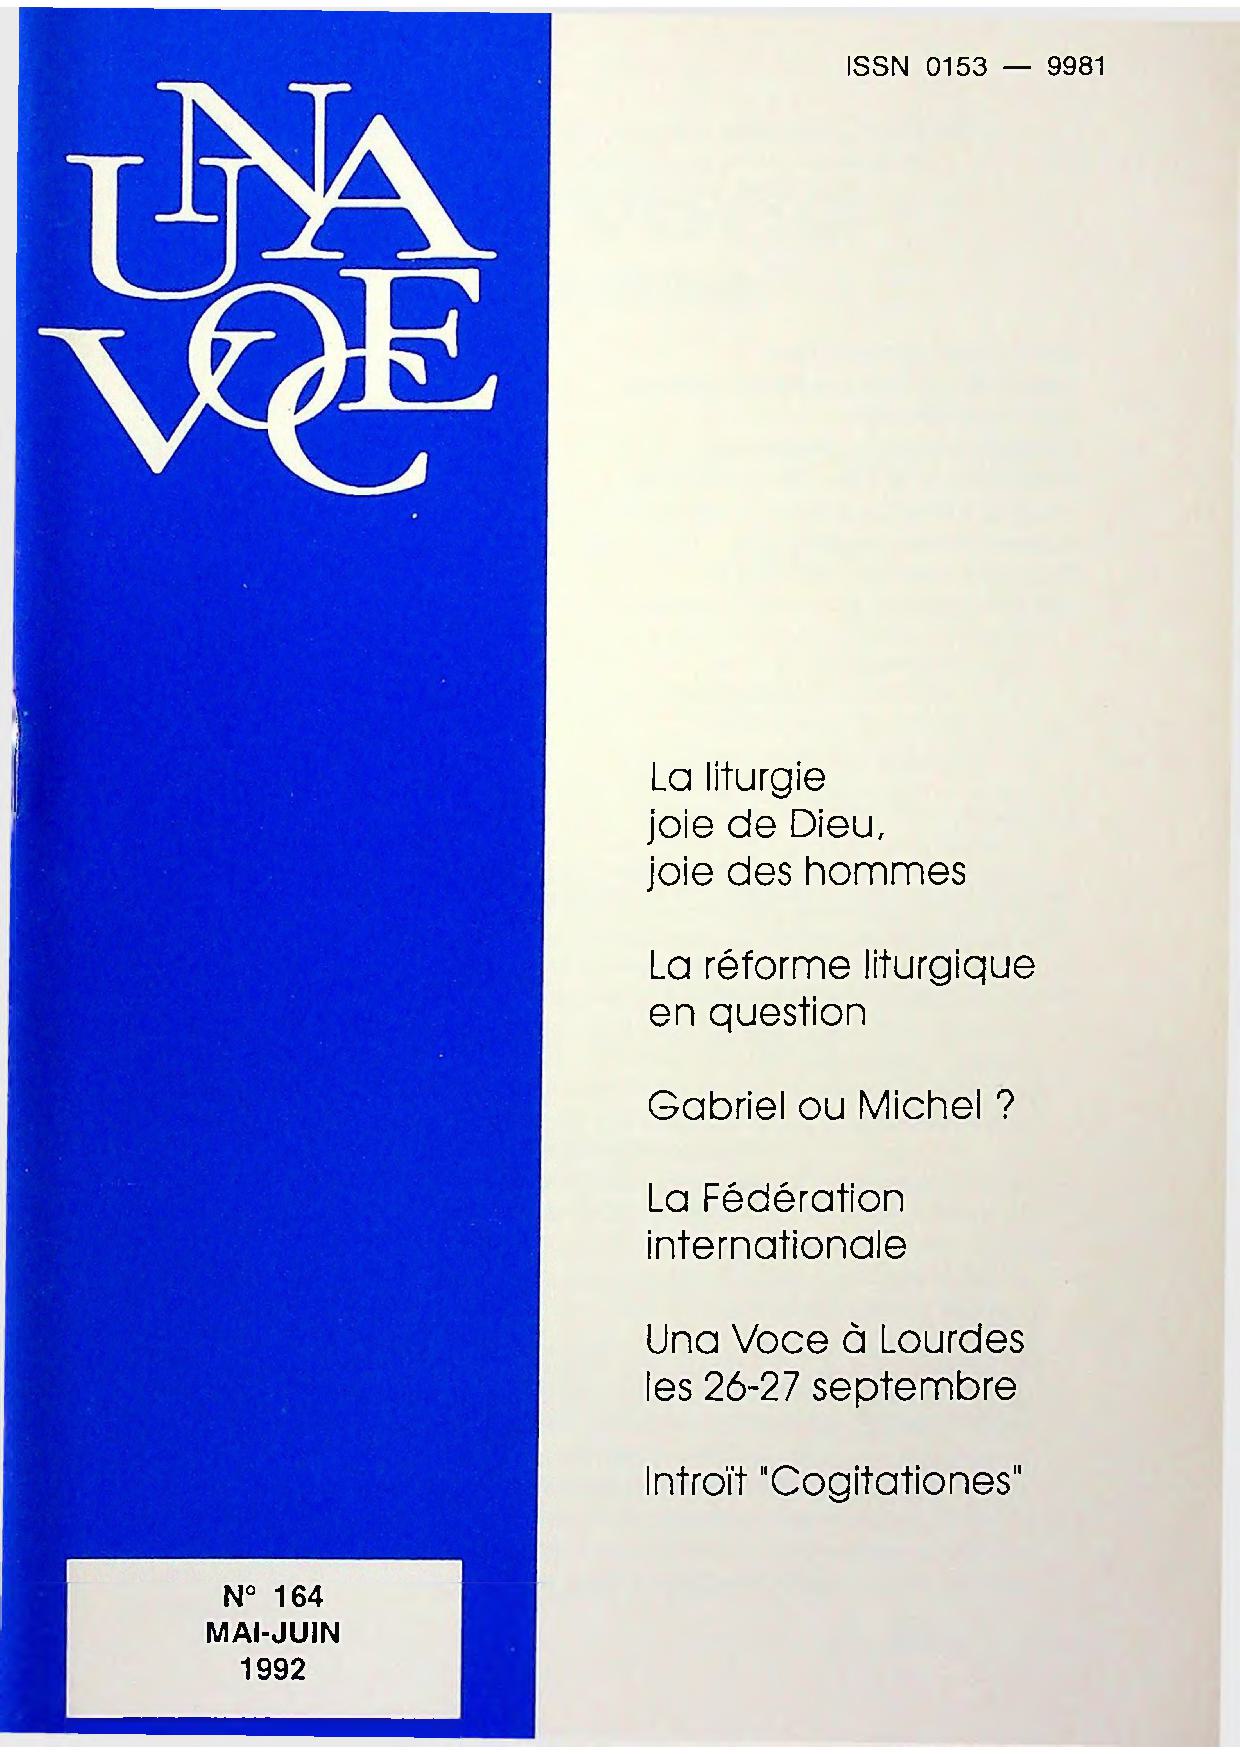 ISSN 0153 — 9981
UNA
VOCE
La liturgie
joie de Dieu,
joie des hommes
La réforme liturgique
en question
Gabriel ou Michel ?
La Fédération
internationale
Una Voce à Lourdes
les 26-27 septembre
Introït "Cogitationes"
N° 164
MAI-JUIN
1992